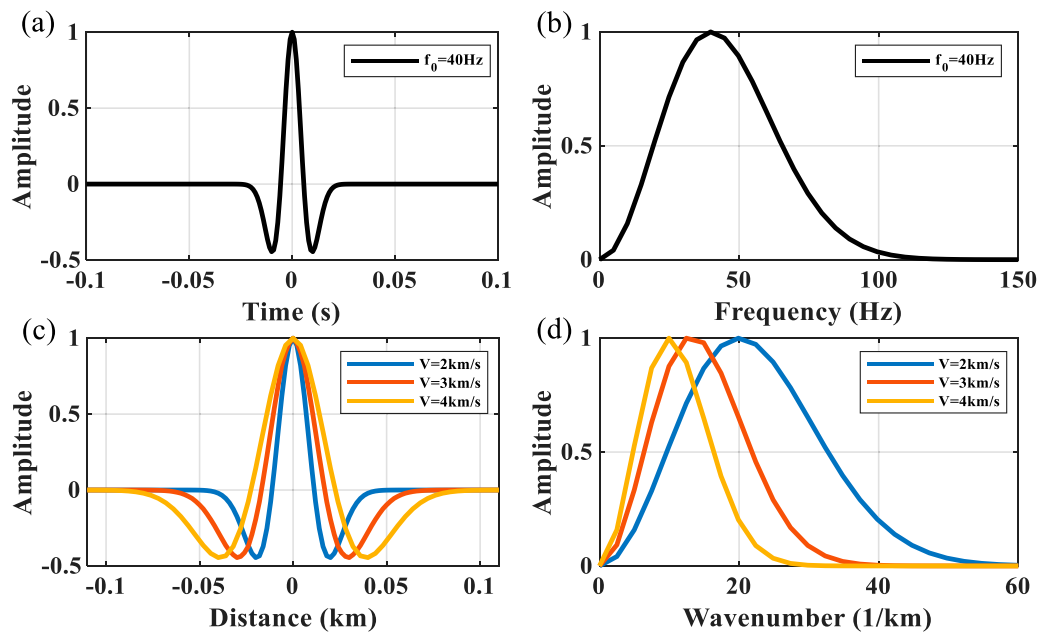 (a)
1
0.5
0
-0.5
Amplitude
f0=40Hz
-0.1 -0.05 0 0.05 0.1
Time (s)
(b)
1
0.5
0
Amplitude
f0=40Hz
0 50 100 150
Frequency (Hz)
(c)
1
0.5
0
-0.5
Amplitude
V=2km/s
V=3km/s
V=4km/s
-0.1 -0.05 0 0.05 0.1
Distance (km)
(d)
1
0.5
0
Amplitude
V=2km/s
V=3km/s
V=4km/s
0 20 40 60
Wavenumber (1/km)